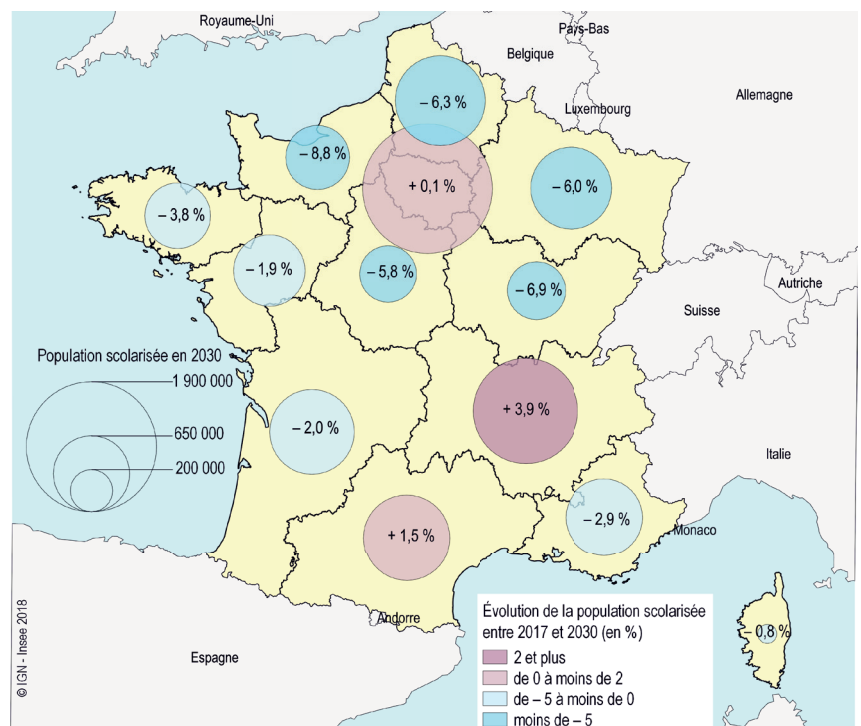 Royaume-Uni
Pays-Bas
Belgique
Allemagne
Luxembourg
– 6,3 %
– 8,8 %
+ 0,1 %
– 6,0 %
– 3,8 %
– 1,9 %
– 5,8 %
– 6,9 %
Autriche
Suisse
Population scolarisée en 2030
1 900 000
650 000
200 000
+ 3,9 %
– 2,0 %
Italie
+ 1,5 %
– 2,9 %
Monaco
Andorre
Espagne
– 0,8 %
© IGN - Insee 2018
Évolution de la population scolarisée
entre 2017 et 2030 (en %)
2 et plus
de 0 à moins de 2
de – 5 à moins de 0
moins de – 5